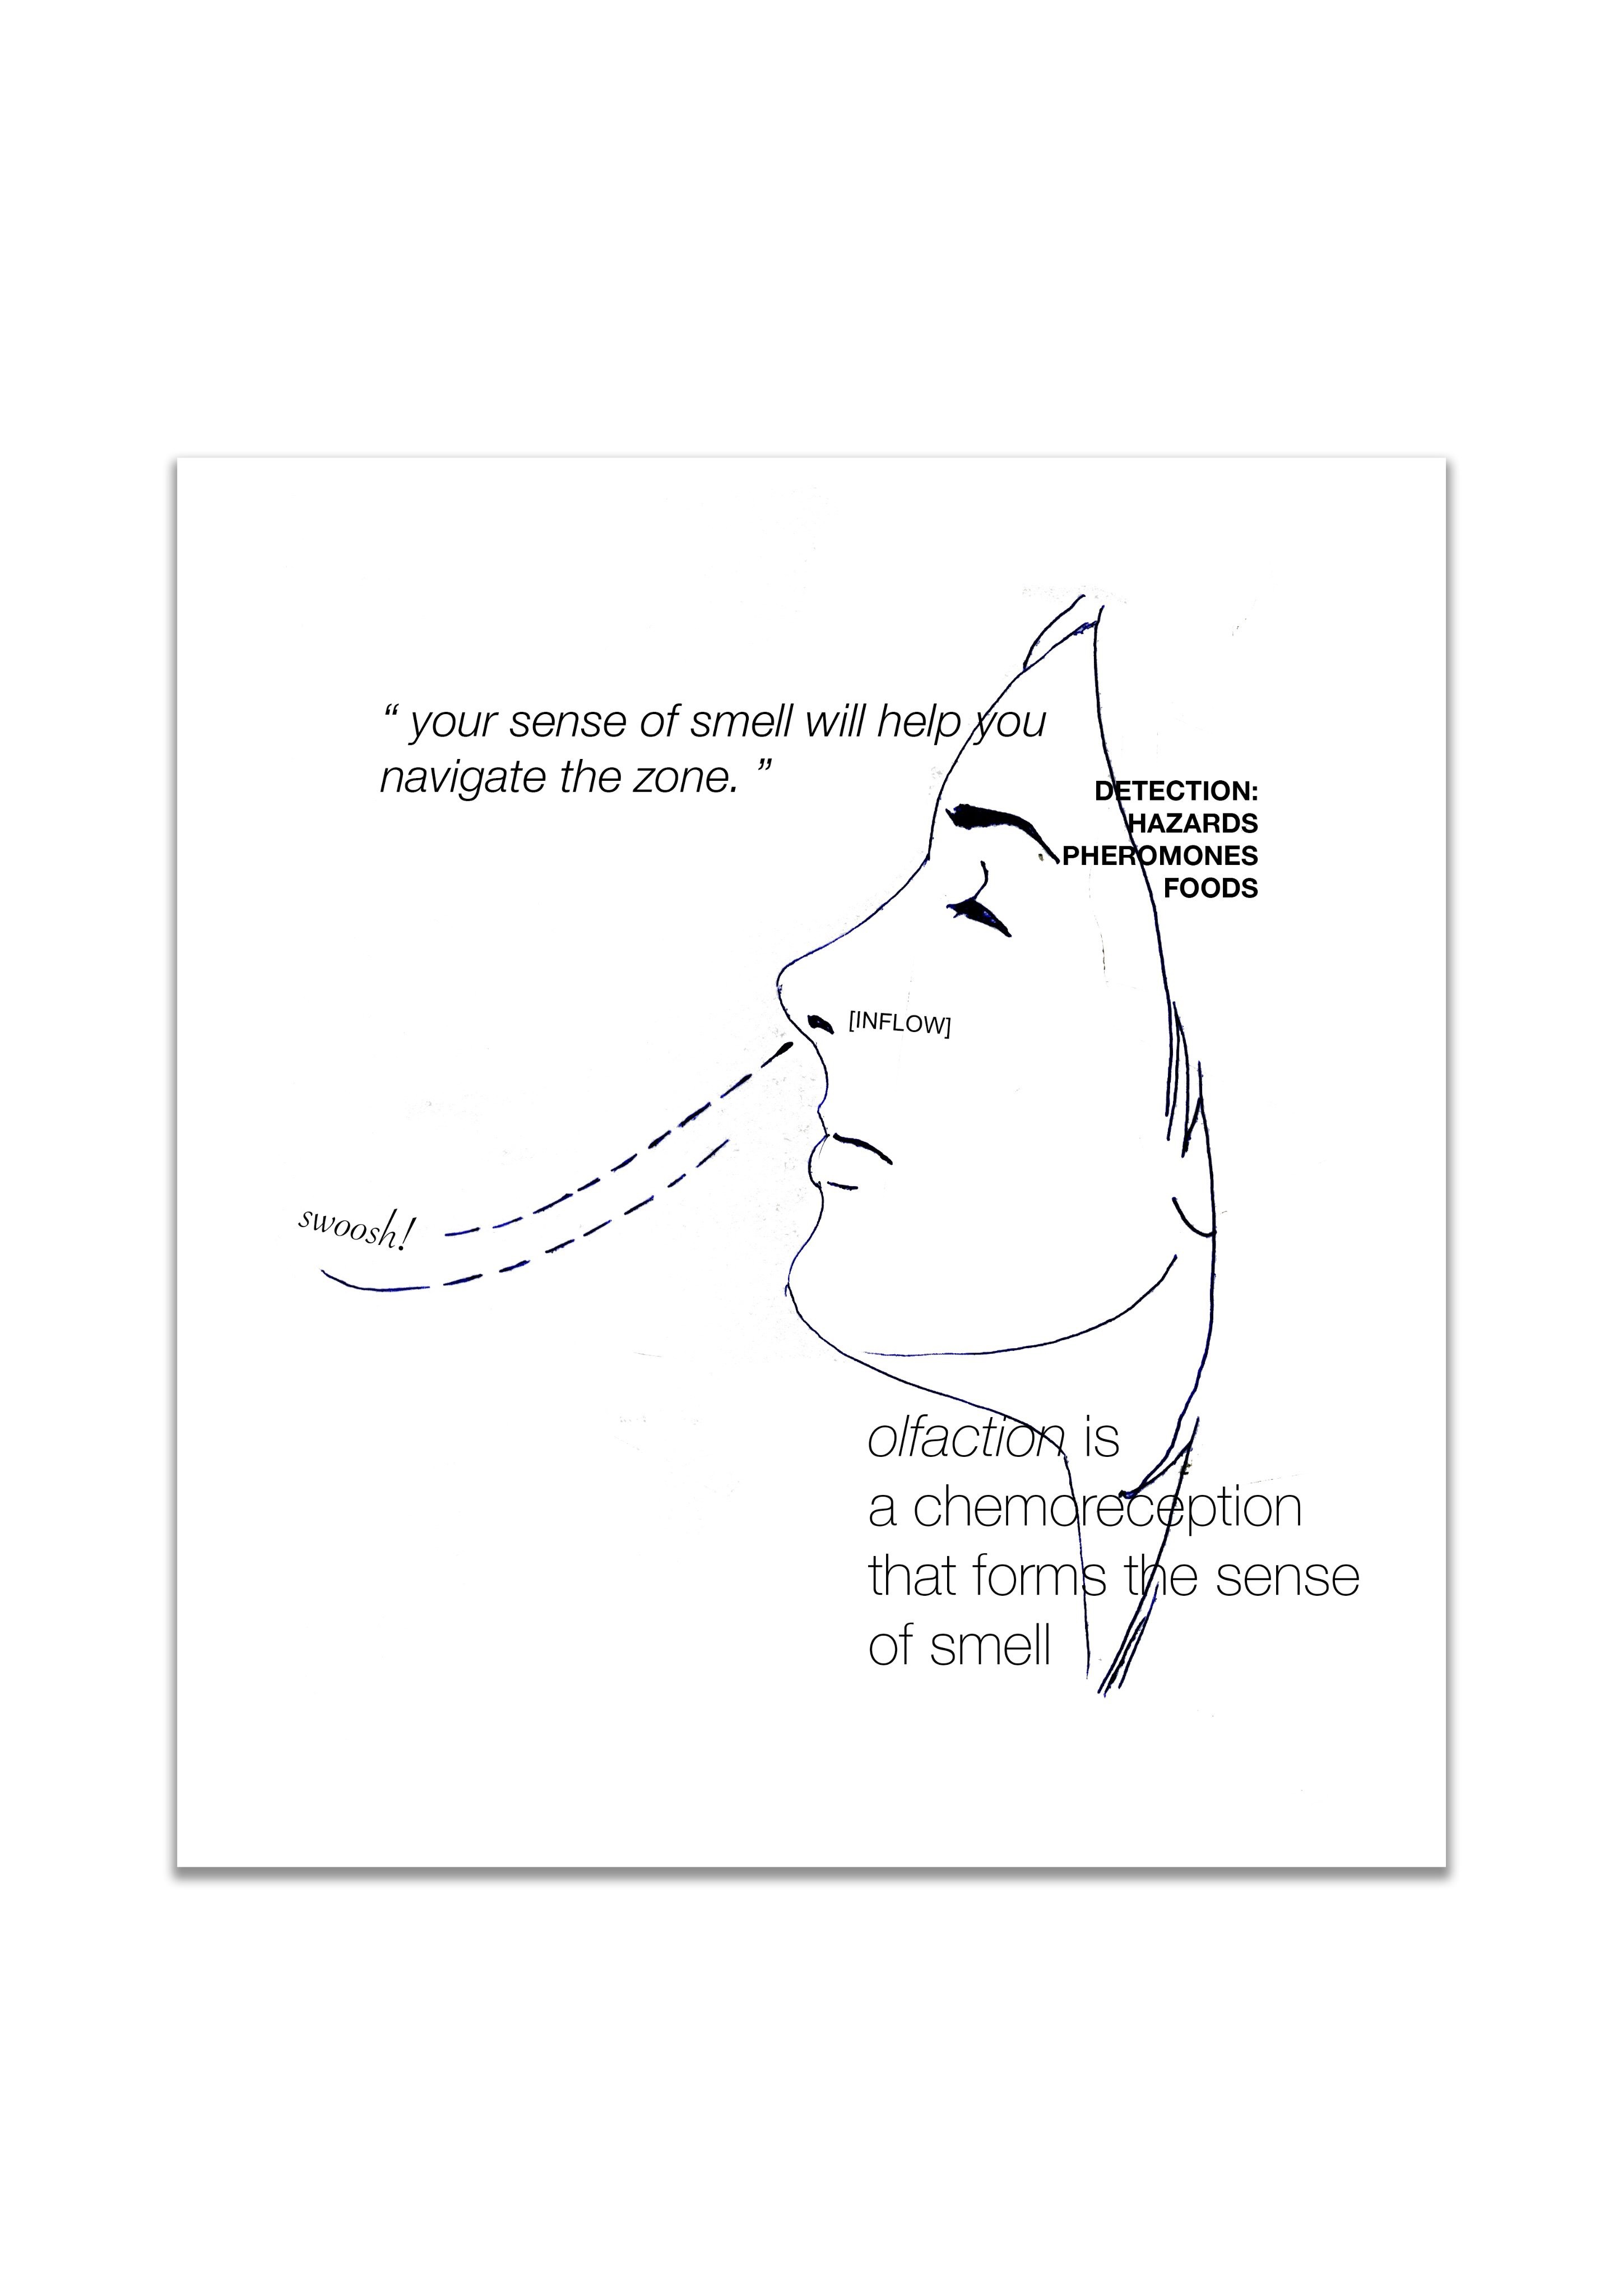 “ your sense of smell will help you
navigate the zone. ”
DETECTION:
HAZARDS
PHEROMONES
FOODS
[INFLOW]
swoosh!
olfaction is
a chemoreception
that forms the sense
of smell